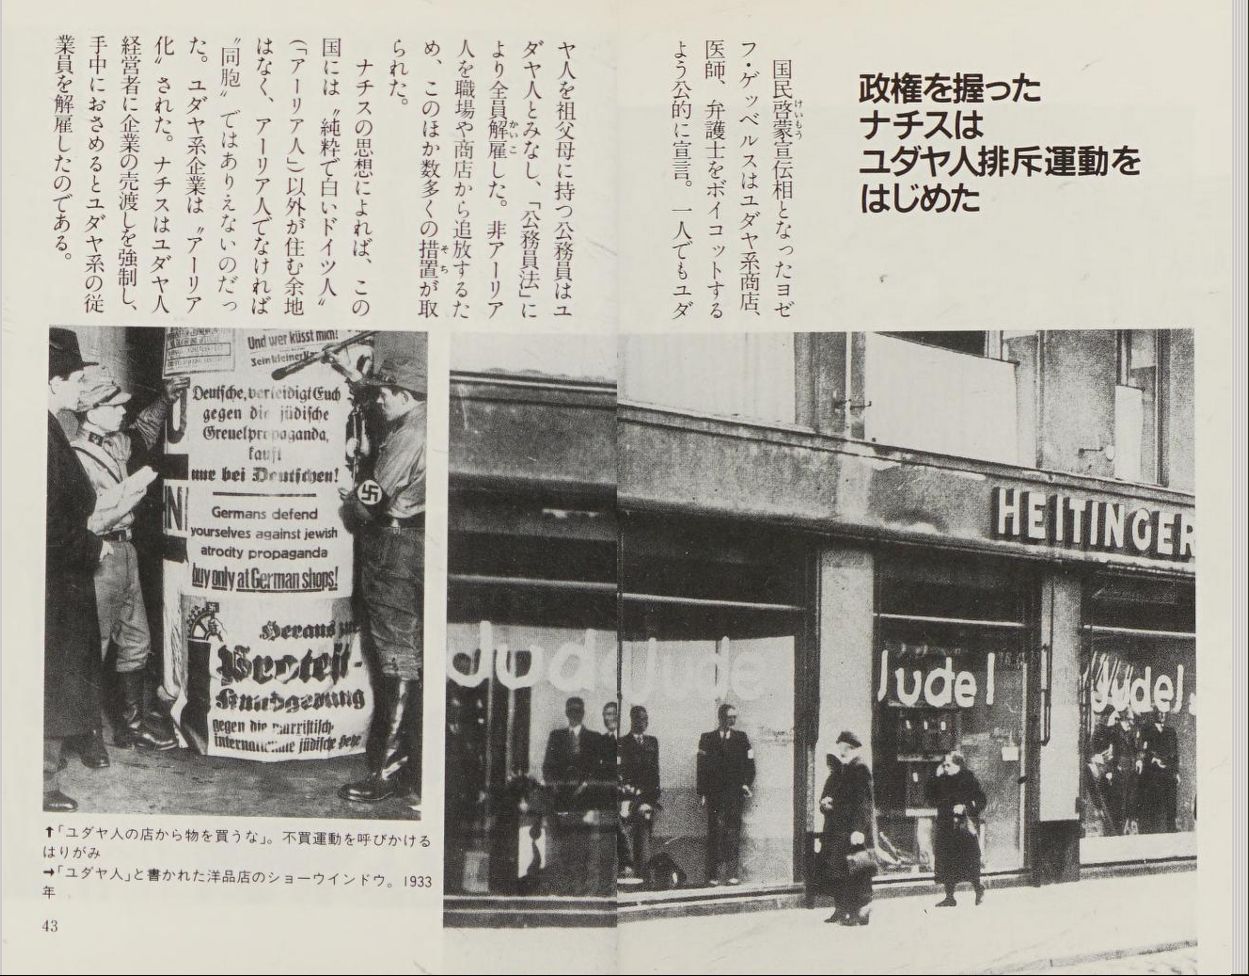 政権を握った
ナチスは
ユダヤ人排斥運動を
はじめた
国民啓蒙宣伝相となったヨゼ
フ・ゲッベルスはユダヤ系商店、
医師、弁護士をボイコットする
よう公的に宣言。一人でもユダ
ヤ人を祖父母に持つ公務員はユ
ダヤ人とみなし、「公務員法」に
より全員解雇した。非アーリア
人を職場や商店から追放するた
め、このほか数多くの措置が取
られた。
ナチスの思想によれば、この
国には〝純粋で白いドイツ人〟
(「アーリア人」)以外が住む余地
はなく、アーリア人でなければ
〝同胞〟ではありえないのだっ
た。ユダヤ系企業は〝アーリア
化〟された。ナチスはユダヤ人
経営者に企業の売渡しを強制し、
手中におさめるとユダヤ系の従
業員を解雇したのである。
けいもう
かいこ
そち
Und wer küsst mich?
Deutsche, verteidigt Euch
gegen die jüdische
Greuelpropaganda,
kauft
nur bei Deutschen!
Germans defend
yourselves against jewish
atrocity propaganda
buy only at German shops!
Heraus zur
Protest-
Kundgebung
gegen die marxistisch
internationale jüdische Hetze
HEITINGER
Jude
Jude
Jude!
Jude!
↑「ユダヤ人の店から物を買うな」。不買運動を呼びかける
はりがみ
→「ユダヤ人」と書かれた洋品店のショーウインドウ。1933
年
43